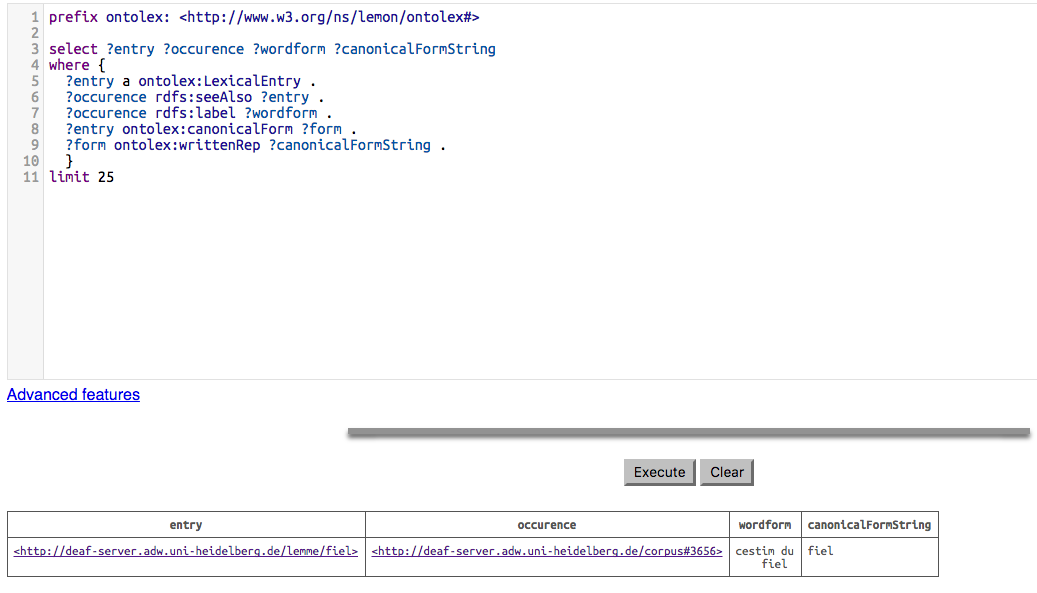 1 prefix ontolex: <http://www.w3.org/ns/lemon/ontolex#>
2
3 select ?entry ?occurence ?wordform ?canonicalFormString
4 where {
5 ?entry a ontolex:LexicalEntry .
6 ?occurence rdfs:seeAlso ?entry .
7 ?occurence rdfs:label ?wordform .
8 ?entry ontolex:canonicalForm ?form .
9 ?form ontolex:writtenRep ?canonicalFormString .
10 }
11 limit 25
Advanced features
Execute Clear
entry occurence wordform canonicalFormString
<http://deaf-server.adw.uni-heidelberg.de/lemme/fiel> <http://deaf-server.adw.uni-heidelberg.de/corpus#3656> cestim du fiel
fiel